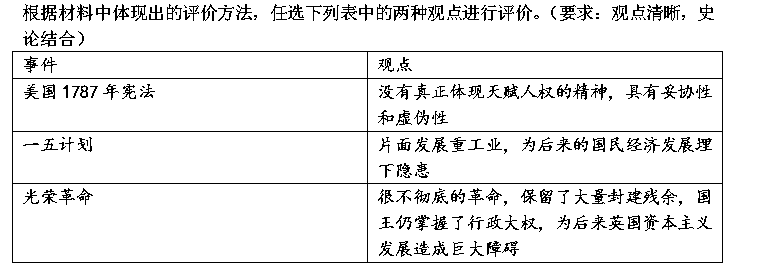 根据材料中体现出的评价方法，任选下列表中的两种观点进行评价。（要求：观点清晰，史
论结合）
事件 观点
美国 1787 年宪法 没有真正体现天赋人权的精神，具有妥协性
和虚伪性
一五计划 片面发展重工业，为后来的国民经济发展埋
下隐患
光荣革命 很不彻底的革命，保留了大量封建残余，国
王仍掌握了行政大权，为后来英国资本主义
发展造成巨大障碍